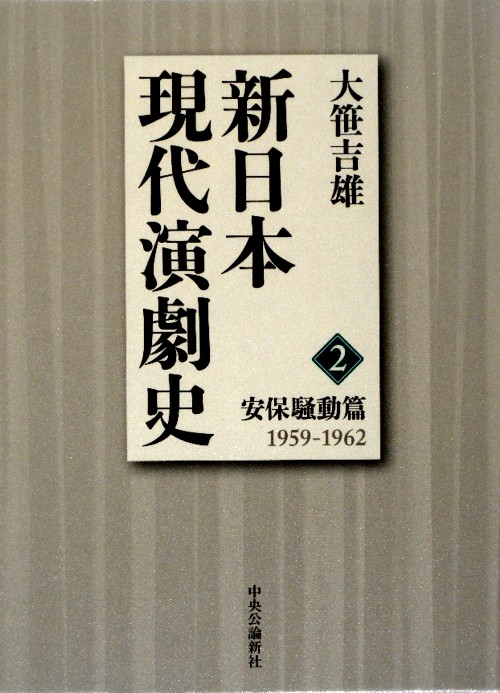 大笹吉雄
新日本
現代演劇史
2
安保騒動篇
1959-1962
中央公論新社